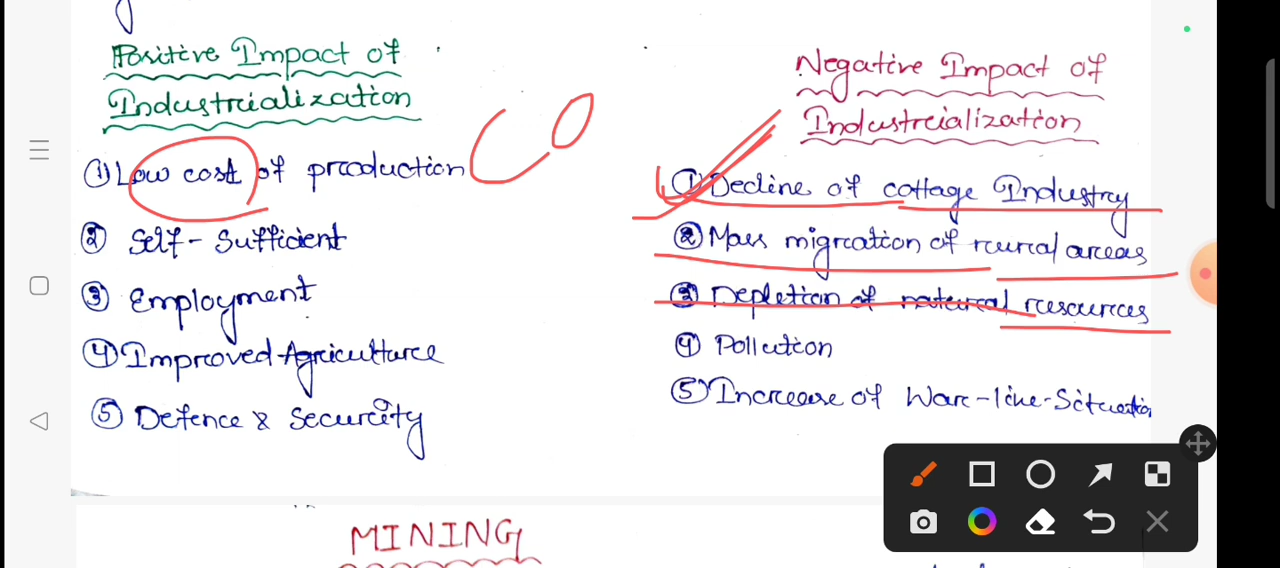 Positive Impact of
Industrialization
① Low cost of production
② Self-Sufficient
③ Employment
④ Improved Agriculture
⑤ Defence & Security
Negative Impact of
Industrialization
① Decline of cottage Industry
② Mass migration of rural areas
③ Depletion of natural resources
④ Pollution
⑤ Increase of War-like-Situation
MINING